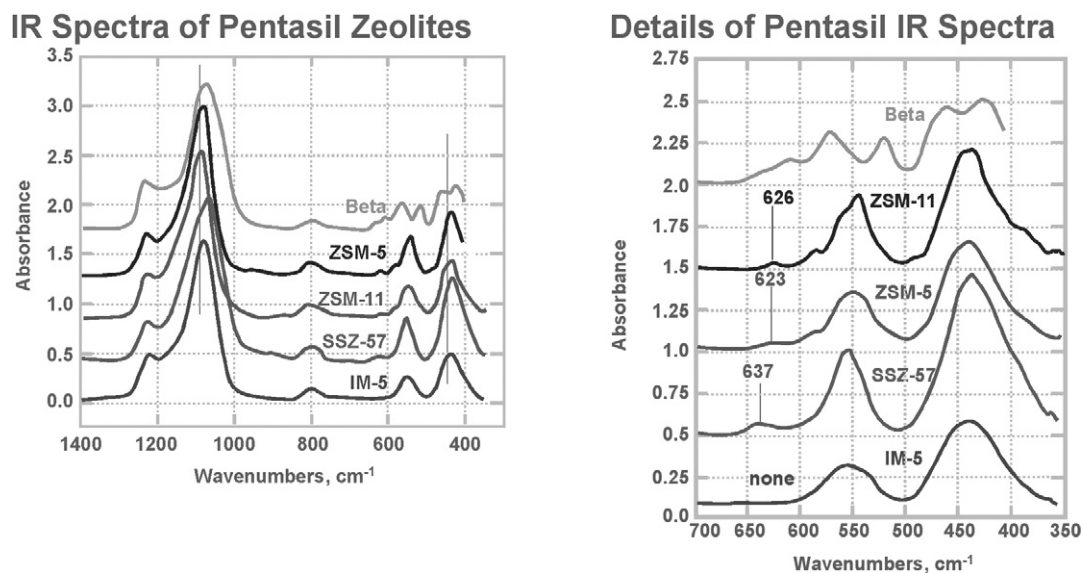 IR Spectra of Pentasil Zeolites
3.5
3.0
2.5
2.0
1.5
1.0
0.5
0.0
Absorbance
Beta
ZSM-5
ZSM-11
SSZ-57
IM-5
1400 1200 1000 800 600 400
Wavenumbers, cm-1
Details of Pentasil IR Spectra
2.75
2.5
2.25
2.0
1.75
1.5
1.25
1.0
0.75
0.5
0.25
0.0
Absorbance
Beta
626
ZSM-11
623
ZSM-5
637
SSZ-57
none
IM-5
700 650 600 550 500 450 400 350
Wavenumbers, cm-1